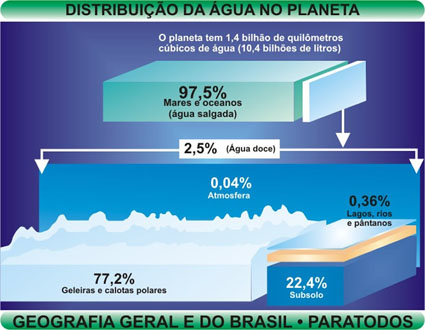 DISTRIBUIÇÃO DA ÁGUA NO PLANETA
O planeta tem 1,4 bilhão de quilômetros
cúbicos de água (10,4 bilhões de litros)
97,5%
Mares e oceanos
(água salgada)
2,5% (Água doce)
0,04%
Atmosfera
0,36%
Lagos, rios
e pântanos
77,2%
Geleiras e calotas polares
22,4%
Subsolo
GEOGRAFIA GERAL E DO BRASIL • PARATODOS